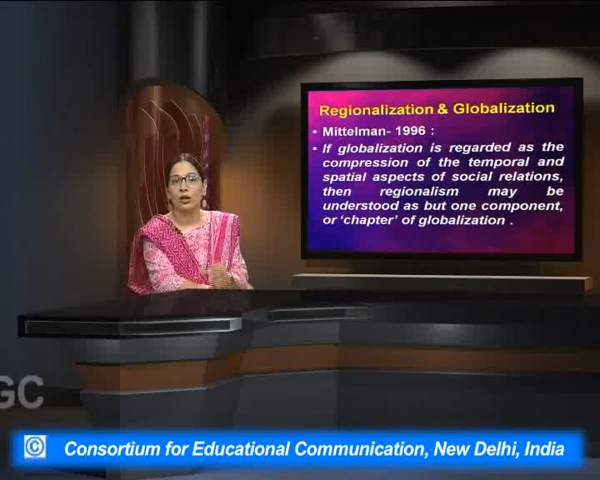 Regionalization & Globalization
• Mittelman- 1996 :
• If globalization is regarded as the
compression of the temporal and
spatial aspects of social relations,
then regionalism may be
understood as but one component,
or ‘chapter’ of globalization .
GC
© Consortium for Educational Communication, New Delhi, India